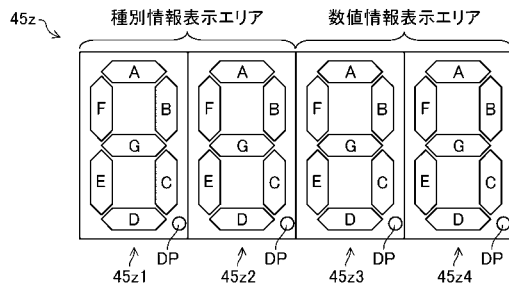 45z 種別情報表示エリア 数値情報表示エリア
A A A A
F B F B F B F B
G G G G
E C E C E C E C
D D D D
DP DP DP DP
45z1 45z2 45z3 45z4